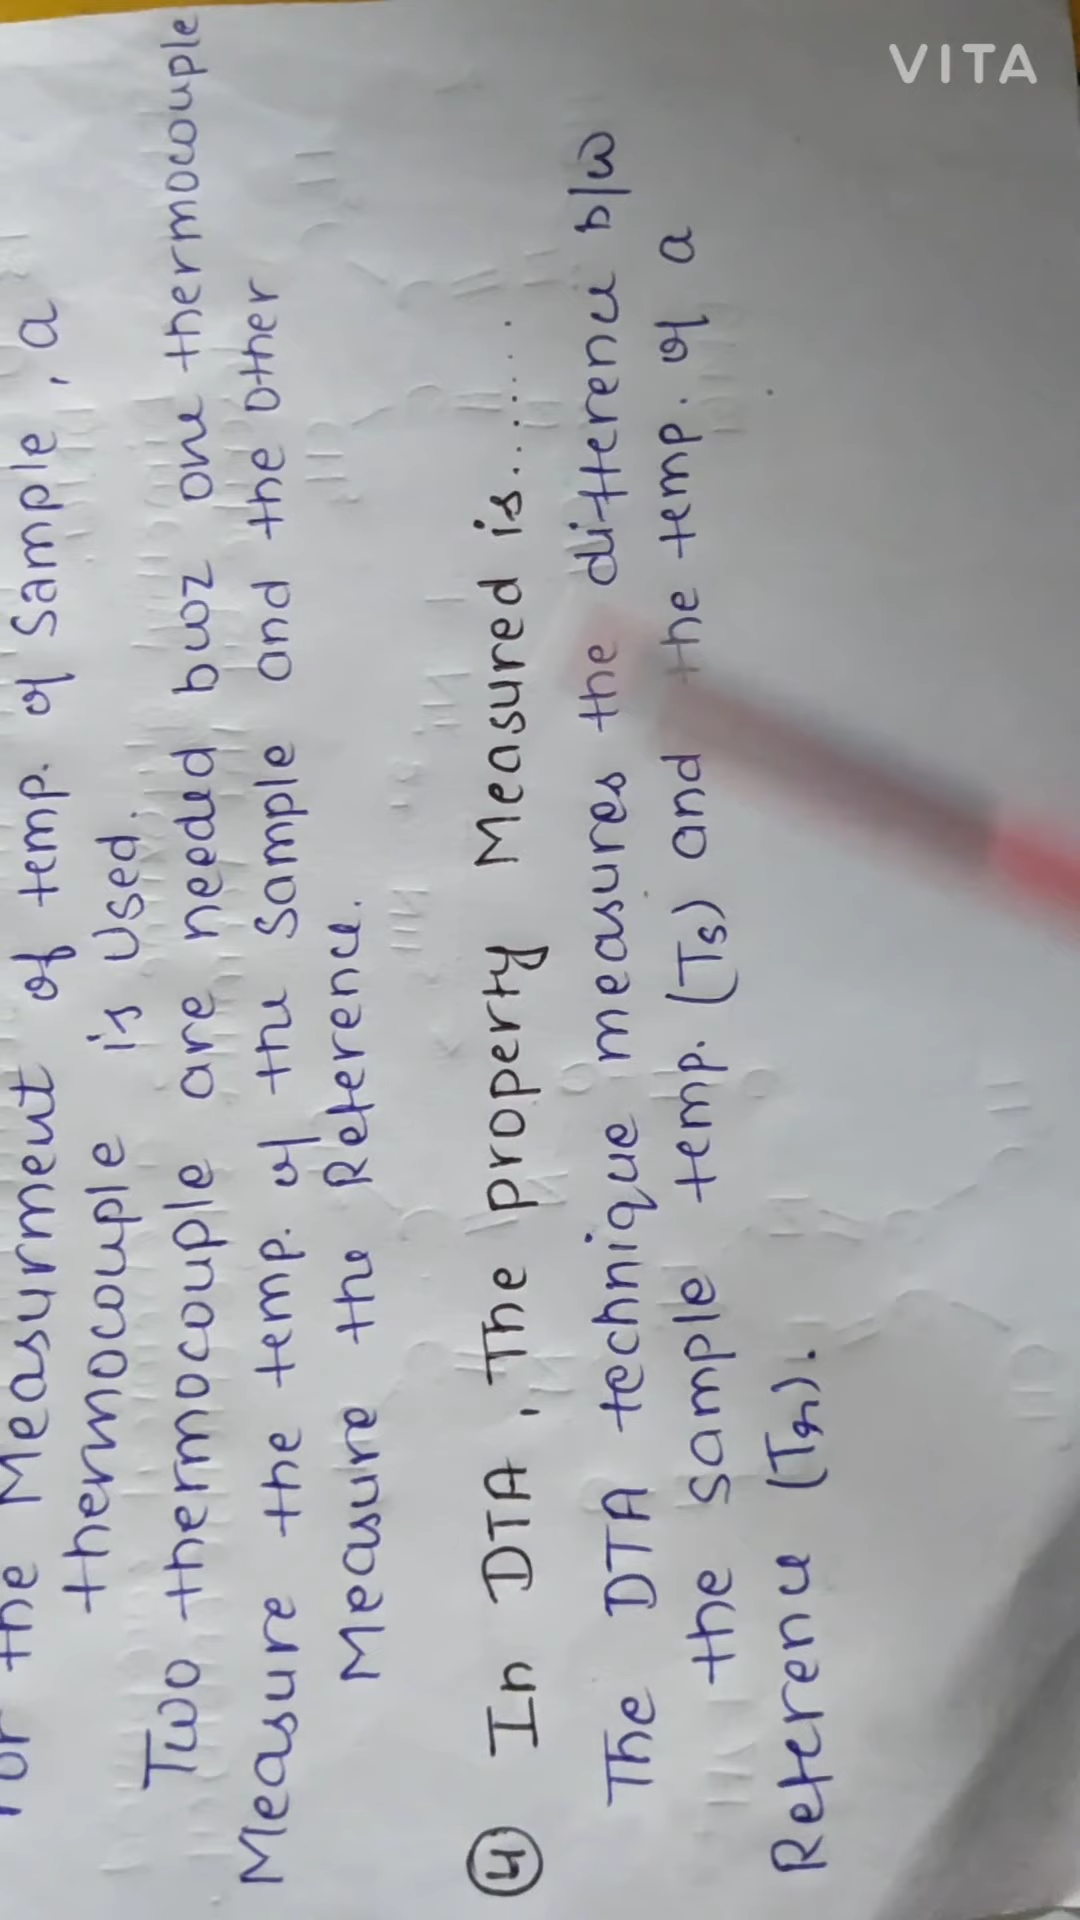 VITA
for the Measurment of temp. of Sample, a
thermocouple is Used.
Two thermocouple are needed bcoz one thermocouple
Measure the temp. of the Sample and the other
Measure the Reference.
④ In DTA, The property Measured is.......
The DTA technique measures the difference b/w
the sample temp. (Ts) and the temp. of a
Reference (Tr).